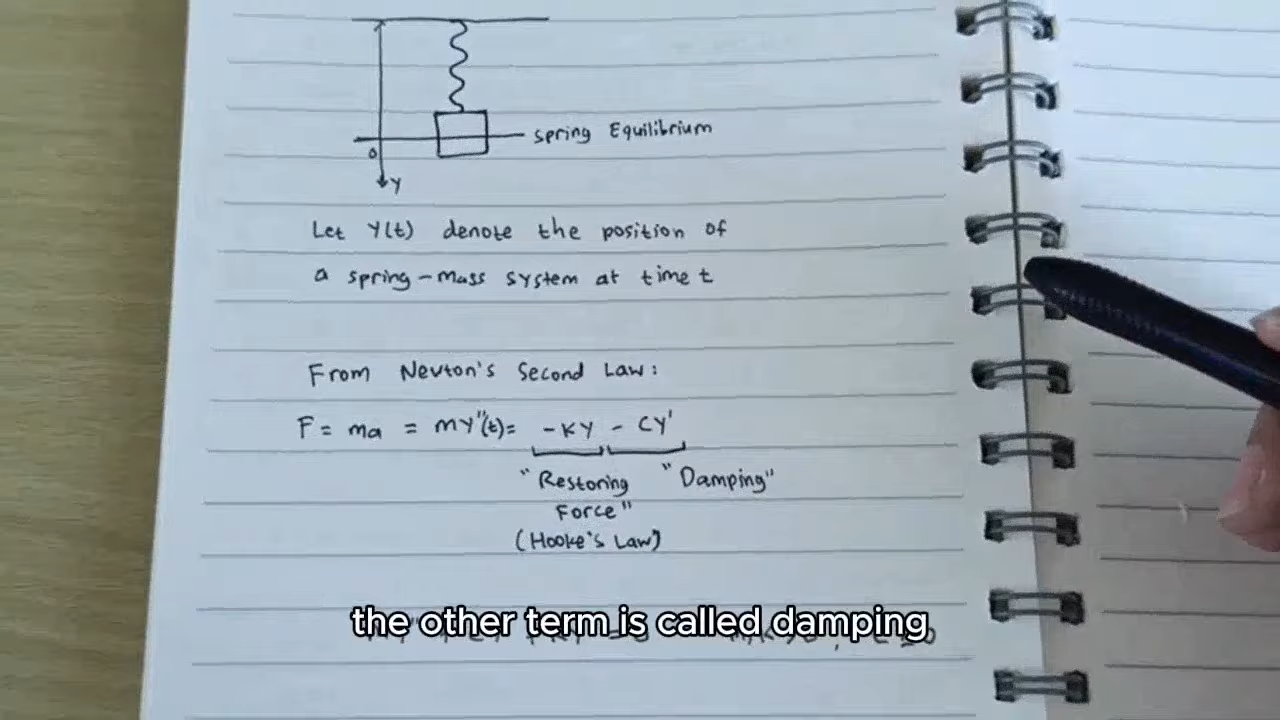 spring Equilibrium
0
Y
Let Y(t) denote the position of
a spring-mass system at time t
From Newton's Second Law:
F = ma = MY"(t) = -KY - CY'
"Restoring Force" (Hooke's Law)
"Damping"
the other term is called damping